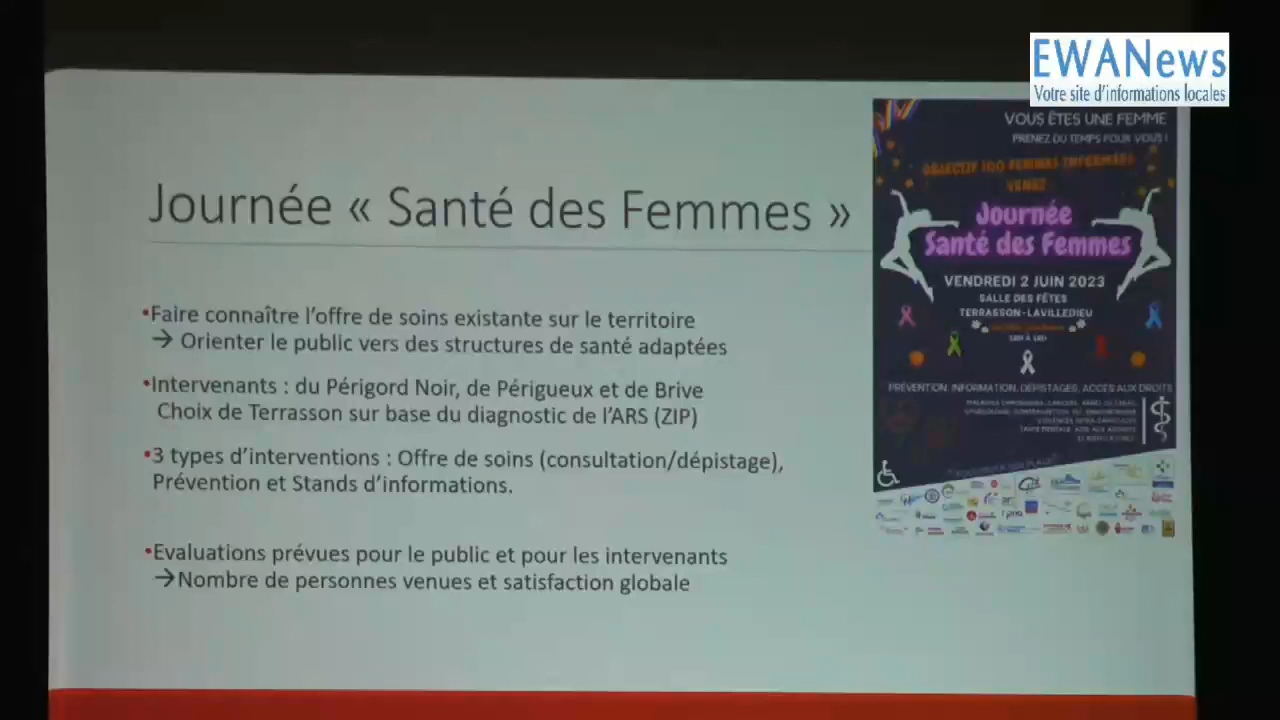 EWANews
Votre site d'informations locales
VOUS ÊTES UNE FEMME
PRENEZ DU TEMPS POUR VOUS !
OBJECTIF 100 FEMMES INFORMÉES
VENEZ
Journée
Santé des Femmes
VENDREDI 2 JUIN 2023
SALLE DES FÊTES
TERRASSON-LAVILLEDIEU
PRÉVENTION, INFORMATION, DÉPISTAGES, ACCÈS AUX DROITS
Journée « Santé des Femmes »
•Faire connaître l'offre de soins existante sur le territoire
→ Orienter le public vers des structures de santé adaptées
•Intervenants : du Périgord Noir, de Périgueux et de Brive
Choix de Terrasson sur base du diagnostic de l'ARS (ZIP)
•3 types d'interventions : Offre de soins (consultation/dépistage),
Prévention et Stands d'informations.
•Evaluations prévues pour le public et pour les intervenants
→Nombre de personnes venues et satisfaction globale